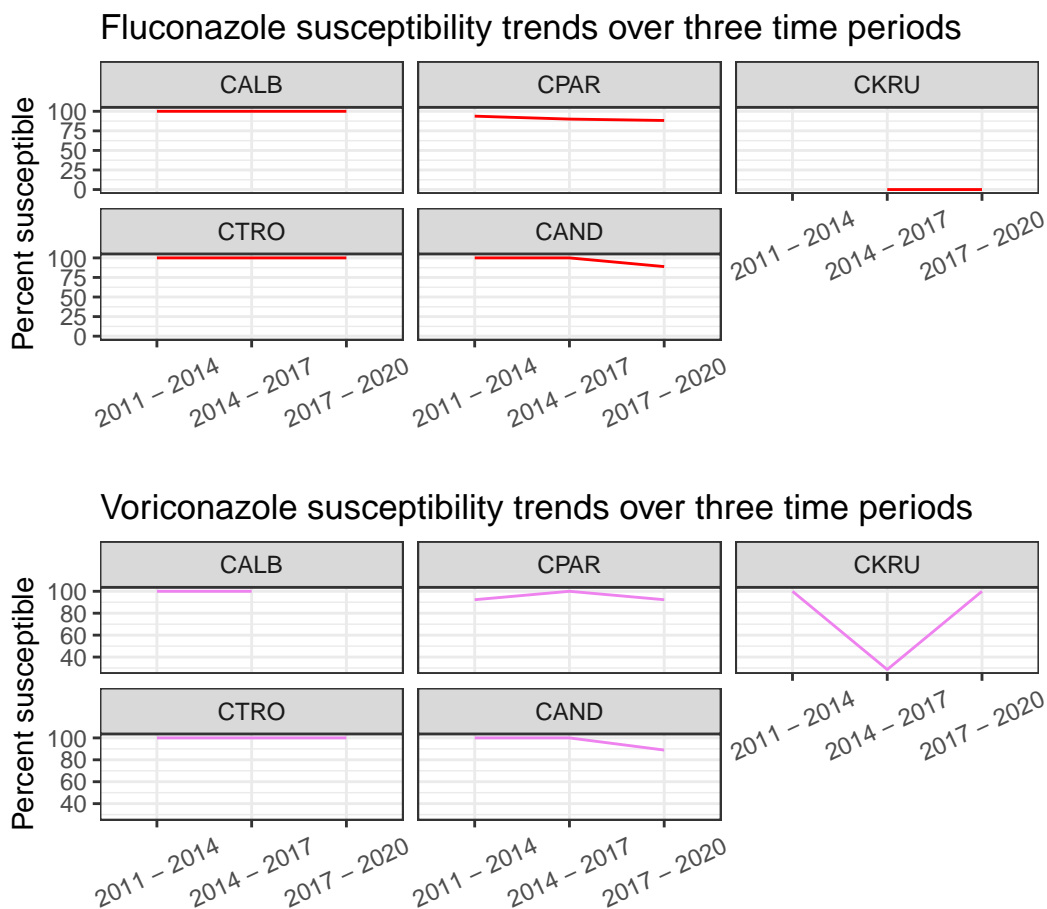 Fluconazole susceptibility trends over three time periods
CALB CPAR CKRU
Percent susceptible
100
75
50
25
0
CTRO CAND
2011 – 2014 2014 – 2017 2017 – 2020
Percent susceptible
100
75
50
25
0
2011 – 2014 2014 – 2017 2017 – 2020 2011 – 2014 2014 – 2017 2017 – 2020
Voriconazole susceptibility trends over three time periods
CALB CPAR CKRU
Percent susceptible
100
80
60
40
CTRO CAND
2011 – 2014 2014 – 2017 2017 – 2020
100
80
60
40
2011 – 2014 2014 – 2017 2017 – 2020 2011 – 2014 2014 – 2017 2017 – 2020